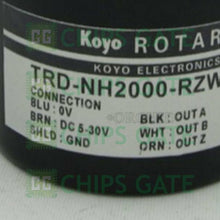 Koyo ROTAR
KOYO ELECTRONICS
TRD-NH2000-RZW
CONNECTION
BLU: 0V BLK: OUT A
BRN: DC 5-30V WHT: OUT B
SHLD: GND ORN: OUT Z
CHIPS GATE